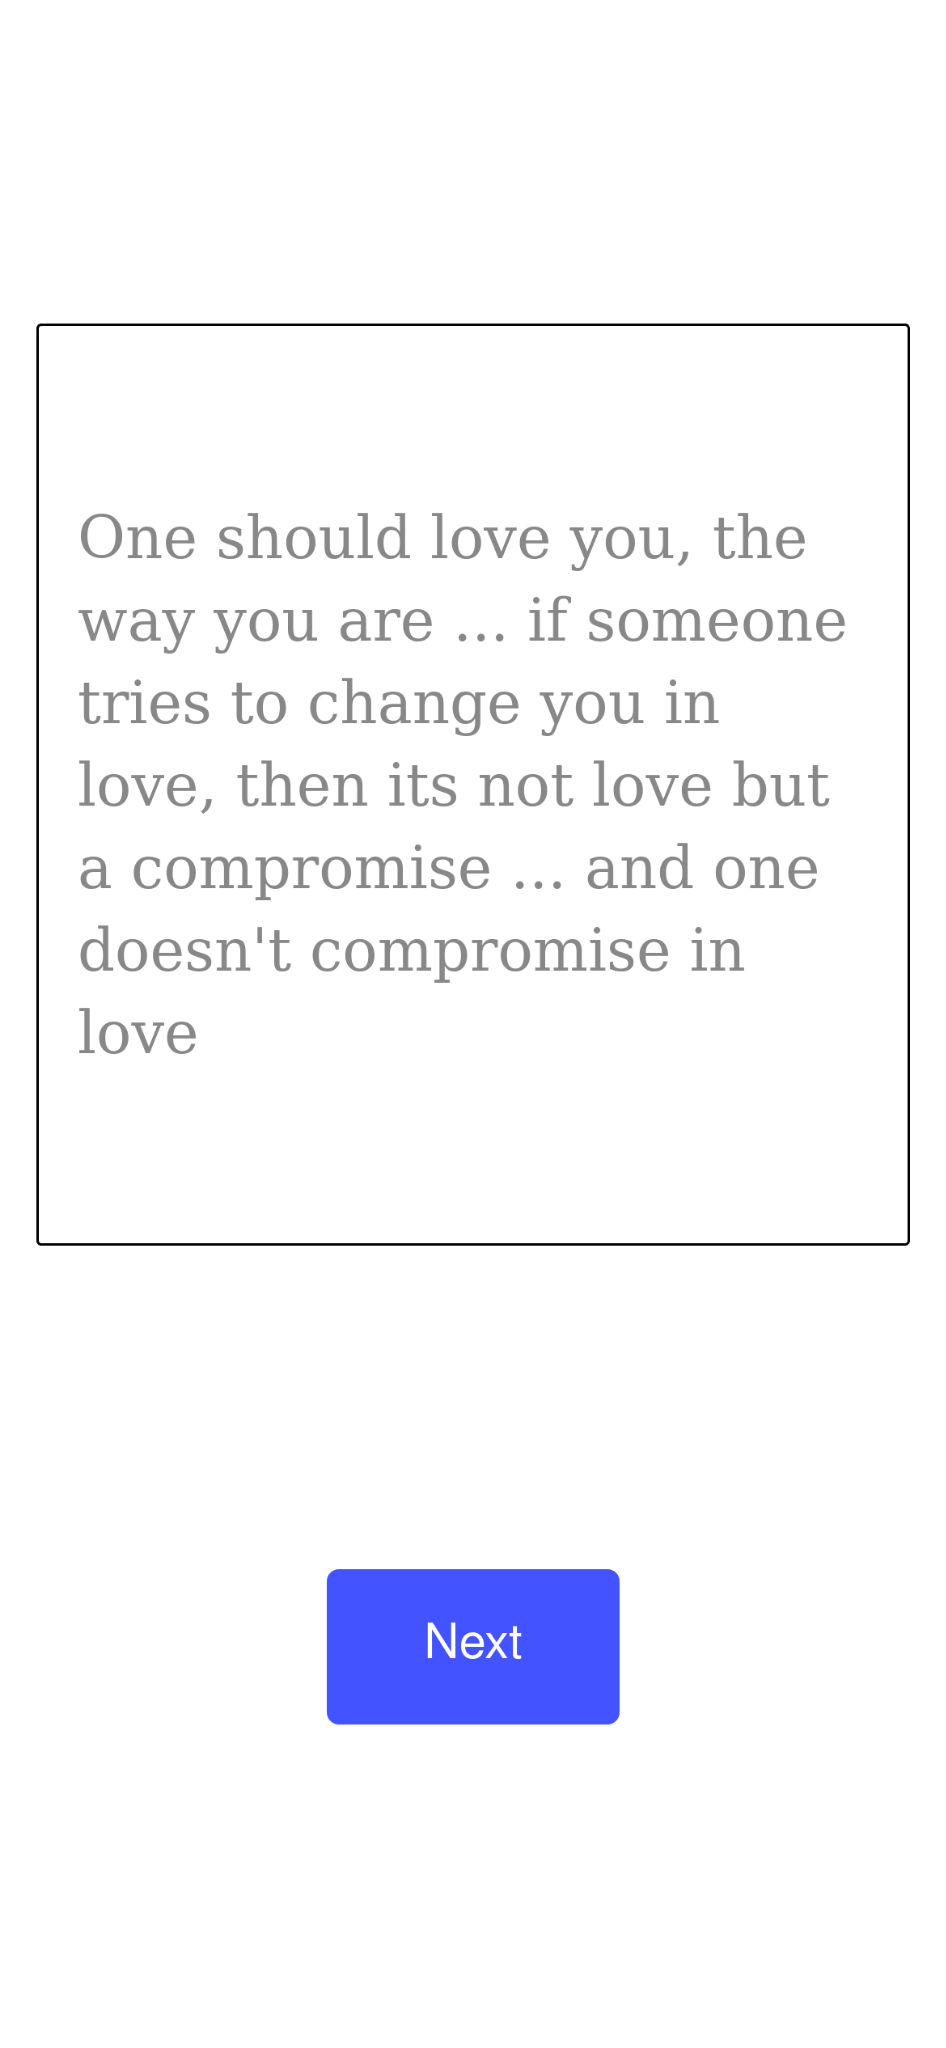 One should love you, the
way you are ... if someone
tries to change you in
love, then its not love but
a compromise ... and one
doesn't compromise in
love
Next